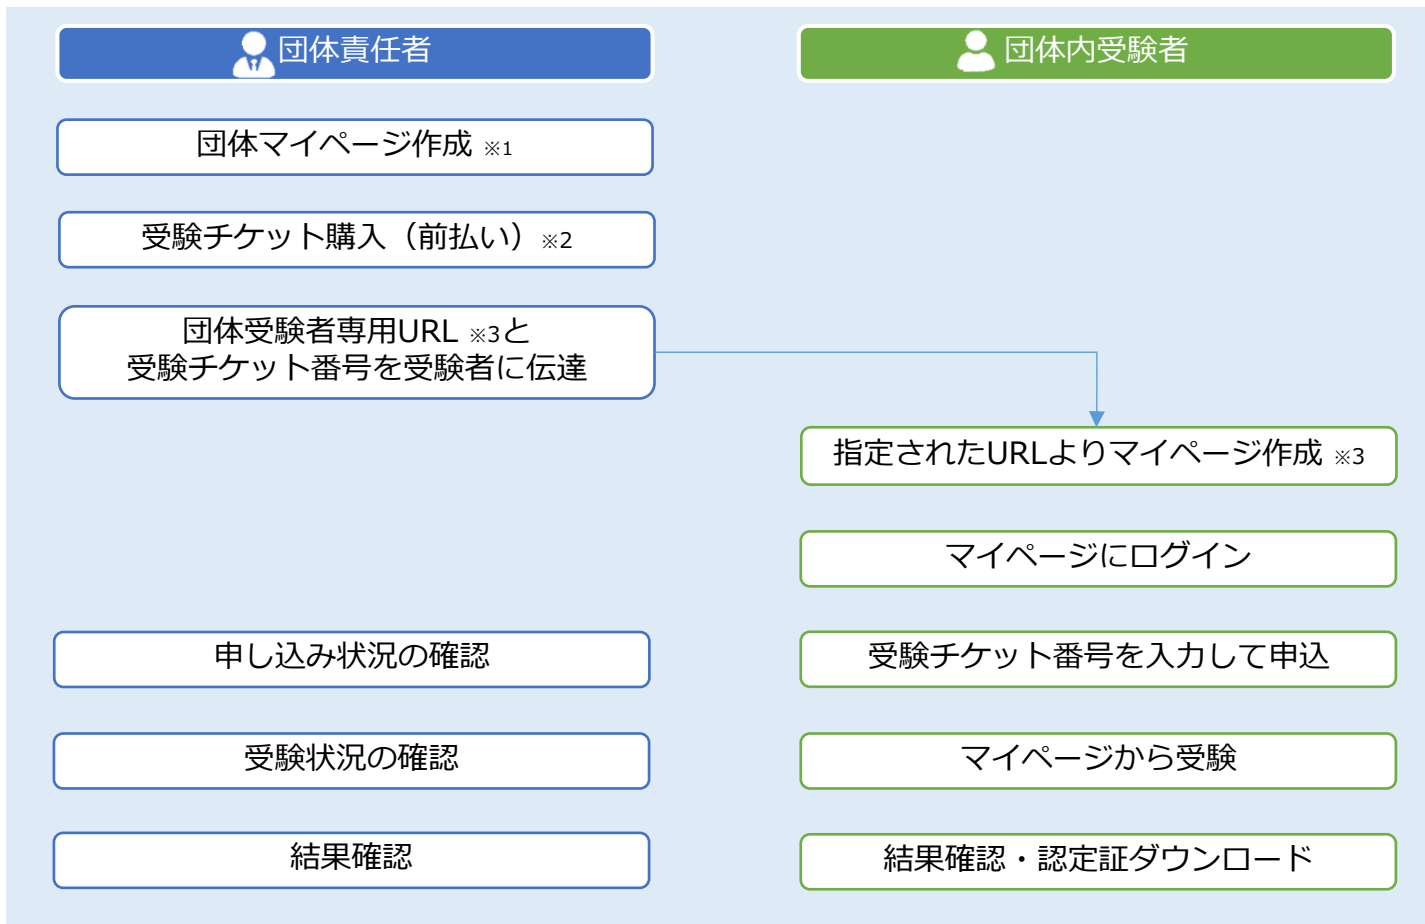 団体責任者
団体内受験者
団体マイページ作成 ※1
受験チケット購入（前払い）※2
団体受験者専用URL ※3と
受験チケット番号を受験者に伝達
指定されたURLよりマイページ作成 ※3
マイページにログイン
申し込み状況の確認
受験チケット番号を入力して申込
受験状況の確認
マイページから受験
結果確認
結果確認・認定証ダウンロード